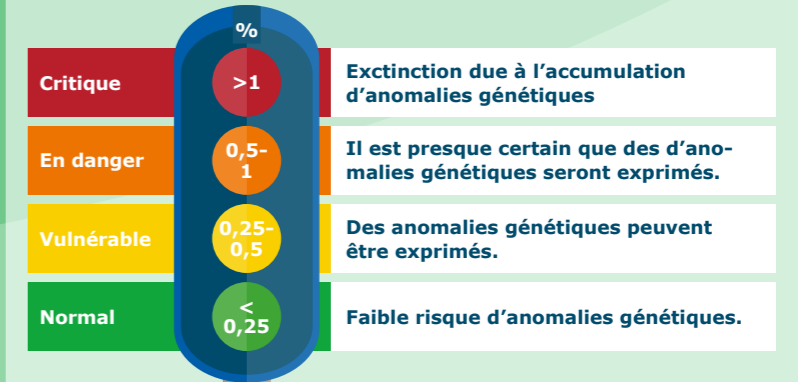 %
Critique
>1
Exctinction due à l’accumulation
d’anomalies génétiques
En danger
0,5-
1
Il est presque certain que des d’ano-
malies génétiques seront exprimés.
Vulnérable
0,25-
0,5
Des anomalies génétiques peuvent
être exprimés.
Normal
<
0,25
Faible risque d’anomalies génétiques.